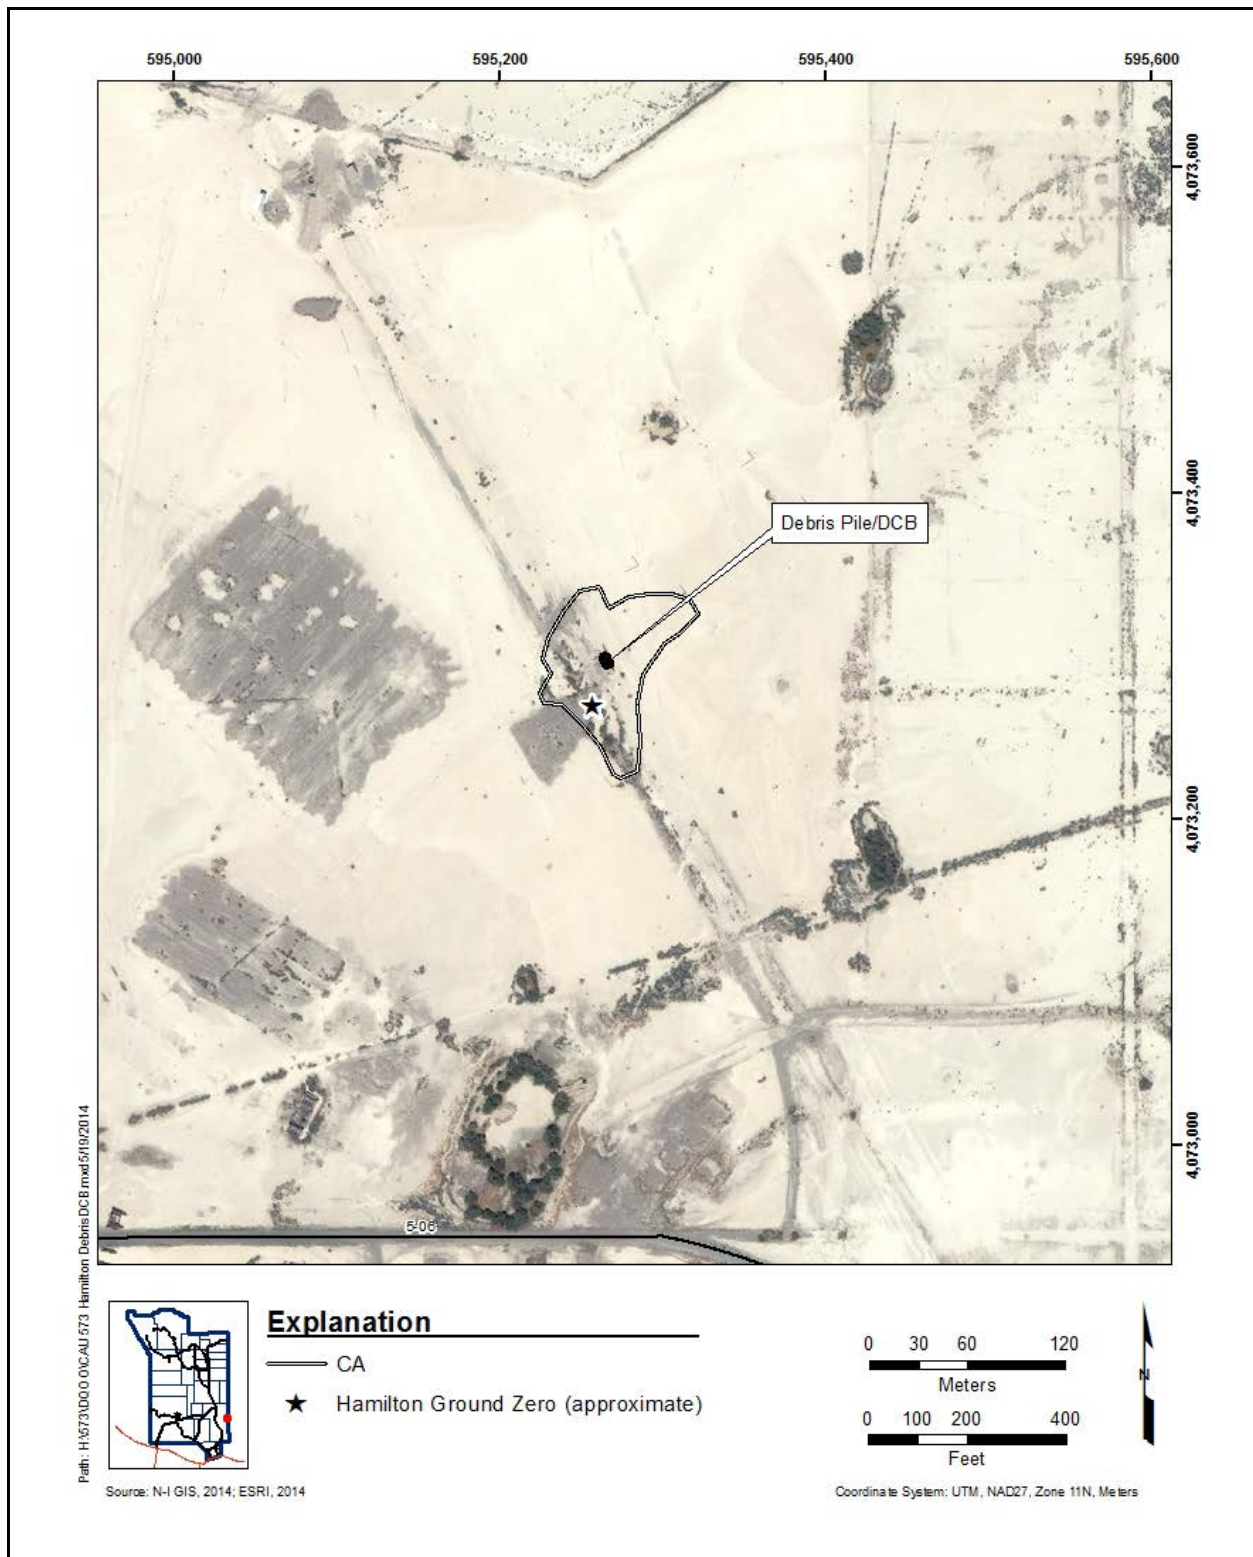 595,000 595,200 595,400 595,600
4,073,600
4,073,400
Debris Pile/DCB
4,073,200
4,073,000
5-06
Explanation
CA
Hamilton Ground Zero (approximate)
0 30 60 120
Meters
0 100 200 400
Feet
N
Source: N-I GIS, 2014; ESRI, 2014
Coordinate System: UTM, NAD27, Zone 11N, Meters